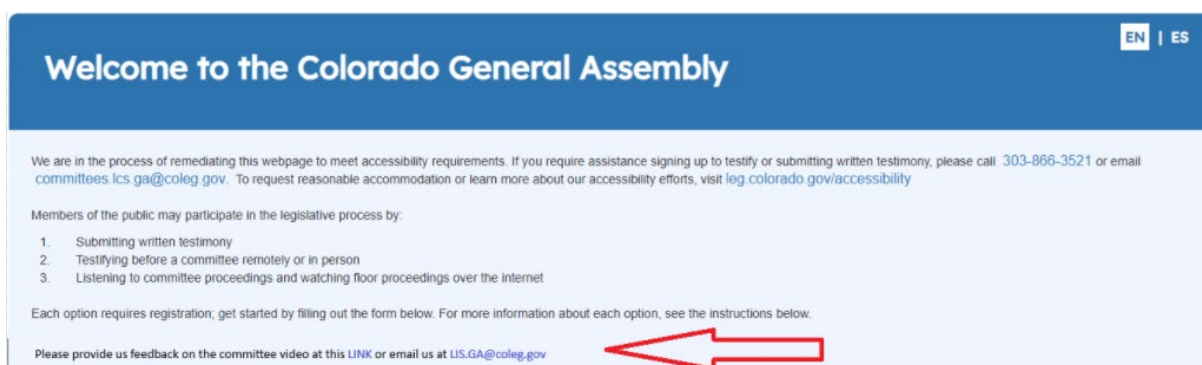 EN | ES
Welcome to the Colorado General Assembly
We are in the process of remediating this webpage to meet accessibility requirements. If you require assistance signing up to testify or submitting written testimony, please call 303-866-3521 or email
committees.lcs.ga@coleg.gov. To request reasonable accommodation or learn more about our accessibility efforts, visit leg.colorado.gov/accessibility
Members of the public may participate in the legislative process by:
1. Submitting written testimony
2. Testifying before a committee remotely or in person
3. Listening to committee proceedings and watching floor proceedings over the internet
Each option requires registration; get started by filling out the form below. For more information about each option, see the instructions below.
Please provide us feedback on the committee video at this LINK or email us at LIS.GA@coleg.gov